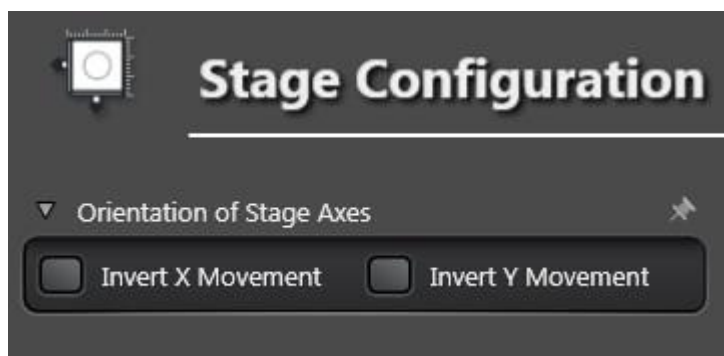 Stage Configuration
Orientation of Stage Axes
Invert X Movement Invert Y Movement